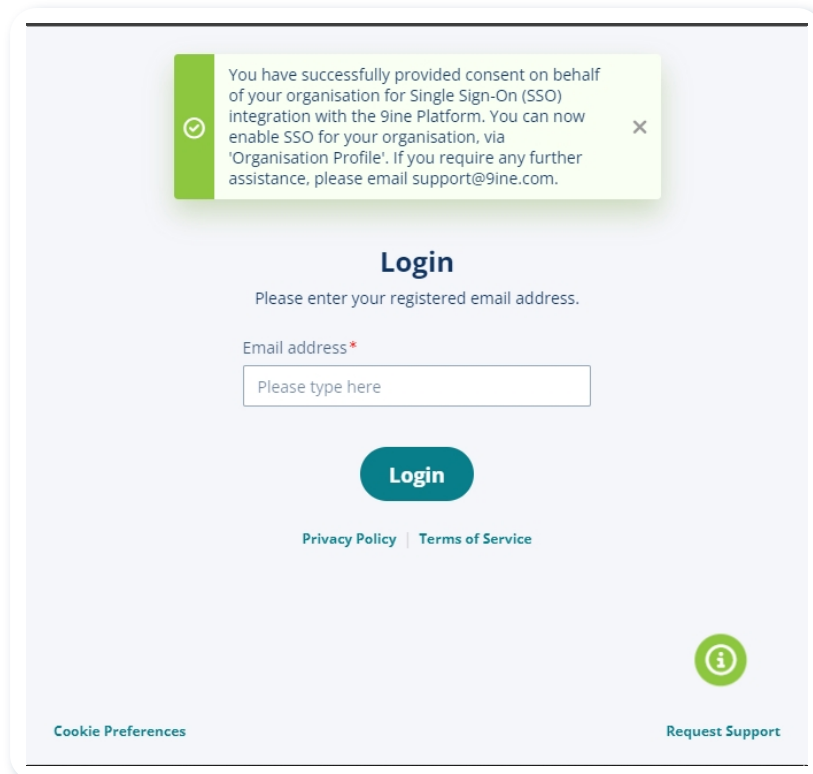 You have successfully provided consent on behalf
of your organisation for Single Sign-On (SSO)
integration with the 9ine Platform. You can now
enable SSO for your organisation, via
'Organisation Profile'. If you require any further
assistance, please email support@9ine.com.
Login
Please enter your registered email address.
Email address*
Please type here
Login
Privacy Policy | Terms of Service
Cookie Preferences
Request Support